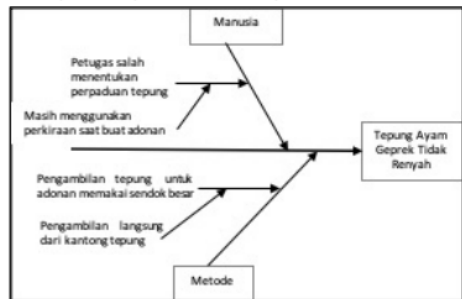 Manusia
Petugas salah
menentukan
perpaduan tepung
Masih menggunakan
perkiraan saat buat adonan
Tepung Ayam
Geprek Tidak
Renyah
Pengambilan tepung untuk
adonan memakai sendok besar
Pengambilan langsung
dari kantong tepung
Metode